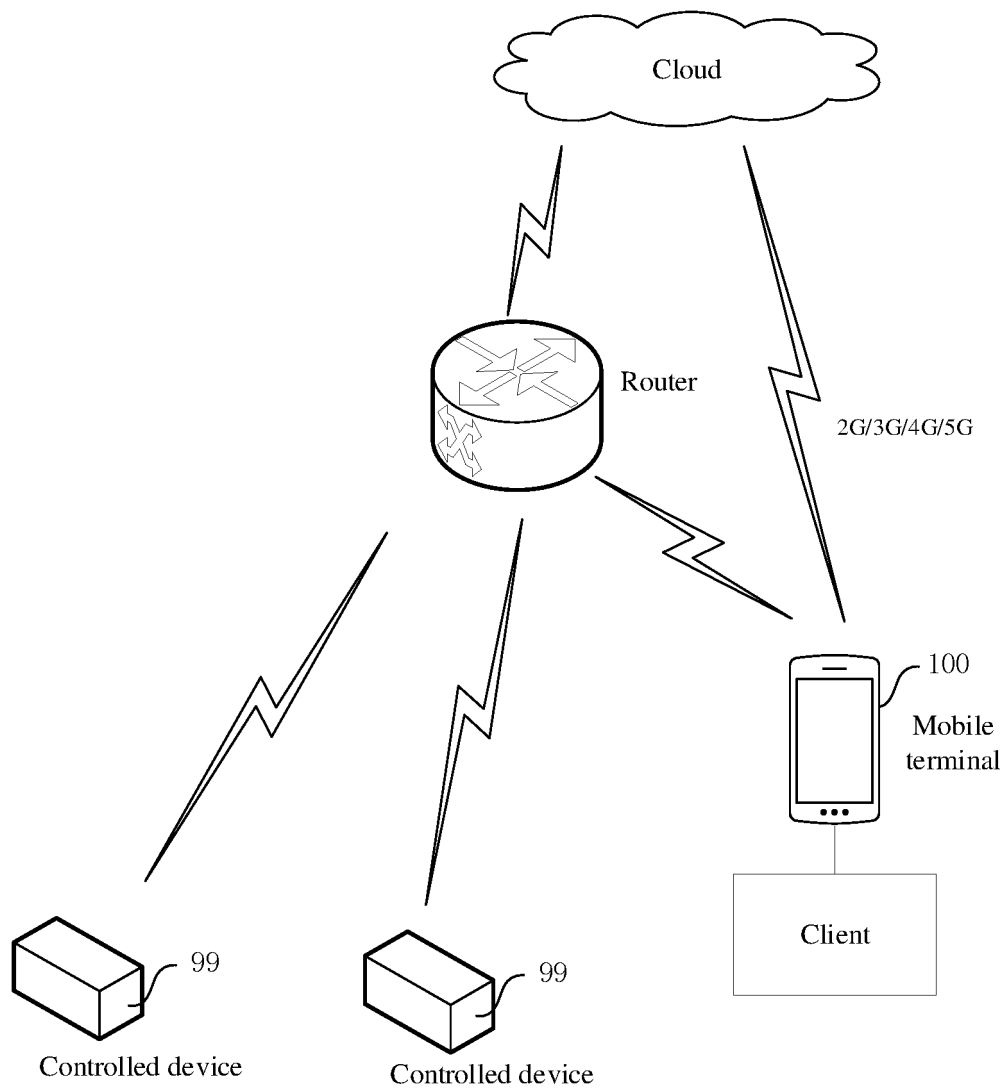 Cloud
Router
2G/3G/4G/5G
100
Mobile
terminal
Client
99
99
Controlled device
Controlled device